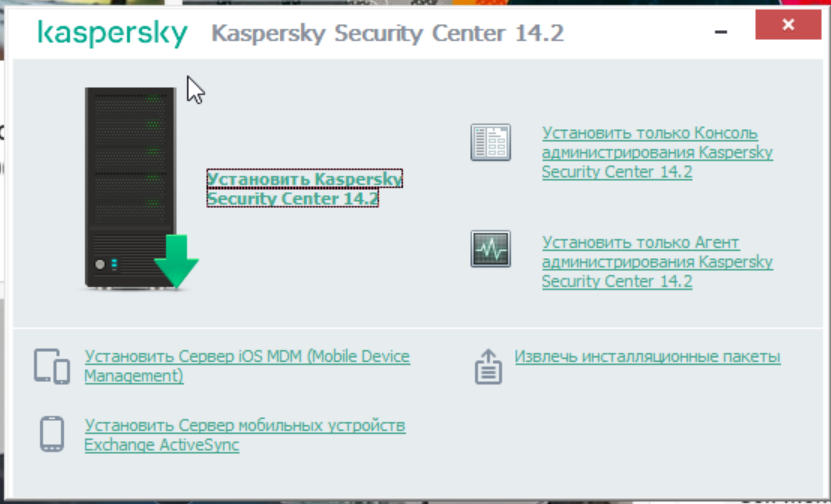 kaspersky Kaspersky Security Center 14.2
Установить Kaspersky
Security Center 14.2
Установить только Консоль
администрирования Kaspersky
Security Center 14.2
Установить только Агент
администрирования Kaspersky
Security Center 14.2
Установить Сервер iOS MDM (Mobile Device
Management)
Извлечь инсталляционные пакеты
Установить Сервер мобильных устройств
Exchange ActiveSync